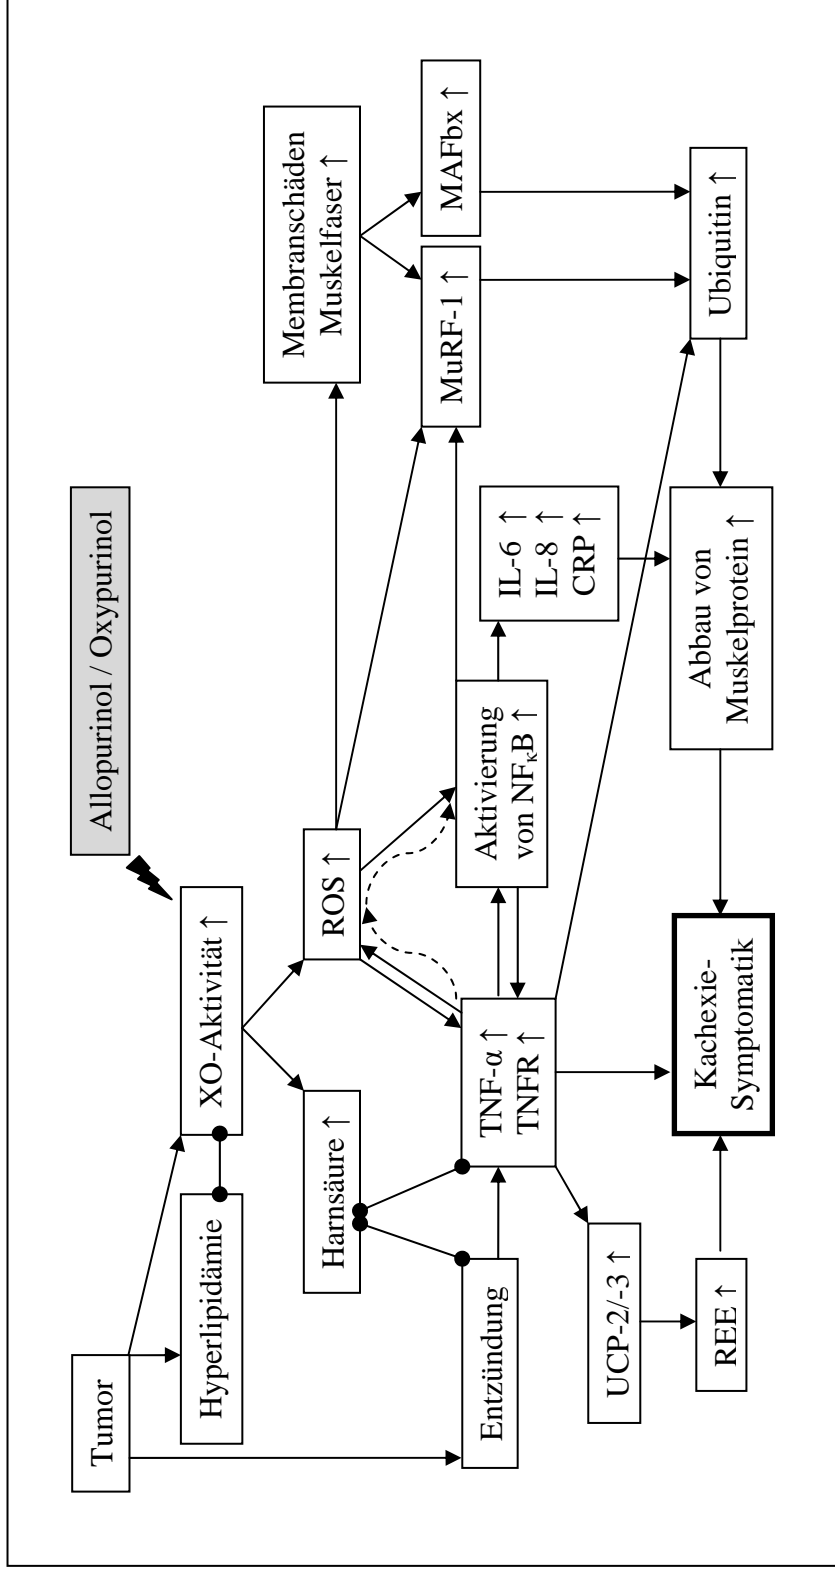 Allopurinol / Oxypurinol
Tumor
Hyperlipidämie
XO-Aktivität ↑
Harnsäure ↑
ROS ↑
Membranschäden
Muskelfaser ↑
Entzündung
TNF-α ↑
TNFR ↑
Aktivierung
von NFκB ↑
IL-6 ↑
IL-8 ↑
CRP ↑
MuRF-1 ↑
MAFbx ↑
UCP-2/-3 ↑
REE ↑
Kachexie-
Symptomatik
Abbau von
Muskelprotein ↑
Ubiquitin ↑